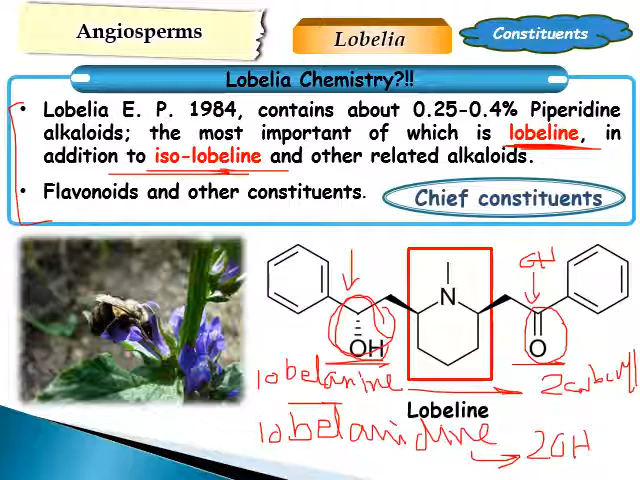 Angiosperms
Lobelia
Constituents
Lobelia Chemistry?!!
• Lobelia E. P. 1984, contains about 0.25-0.4% Piperidine
alkaloids; the most important of which is lobeline, in
addition to iso-lobeline and other related alkaloids.
• Flavonoids and other constituents.
Chief constituents
OH
N
OH
O
lobelanine 2 carbonyl
Lobeline
lobelanidine 2OH